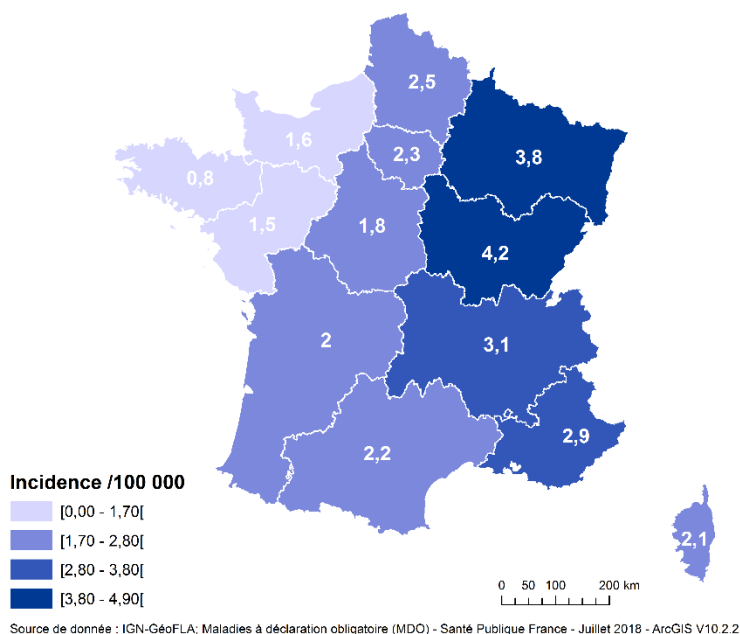 2,5
1,6
2,3
3,8
0,8
1,5
1,8
4,2
2
3,1
2,2
2,9
2,1
Incidence /100 000
[0,00 - 1,70[
[1,70 - 2,80[
[2,80 - 3,80[
[3,80 - 4,90[
0 50 100 200 km
Source de donnée : IGN-GéoFLA; Maladies à déclaration obligatoire (MDO) - Santé Publique France - Juillet 2018 - ArcGIS V10.2.2